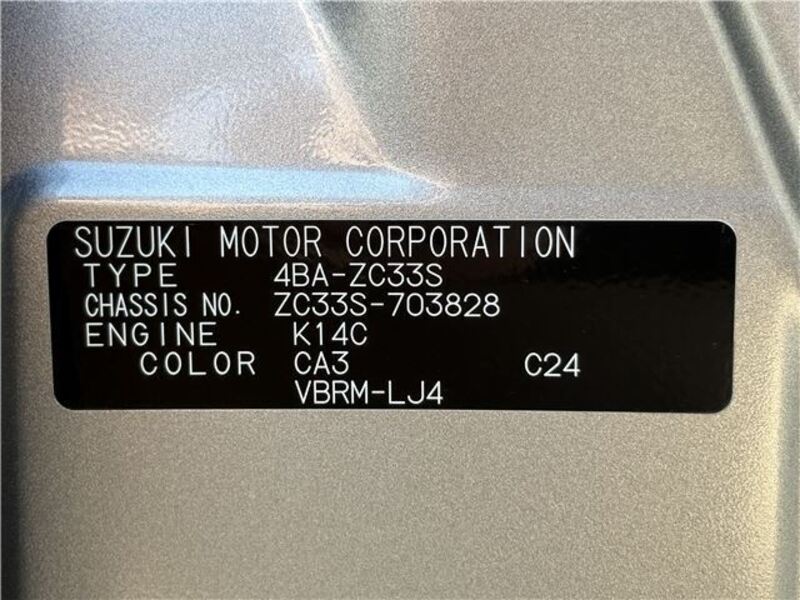 SUZUKI MOTOR CORPORATION
TYPE 4BA-ZC33S
CHASSIS NO. ZC33S-703828
ENGINE K14C
COLOR CA3 C24
VBRM-LJ4